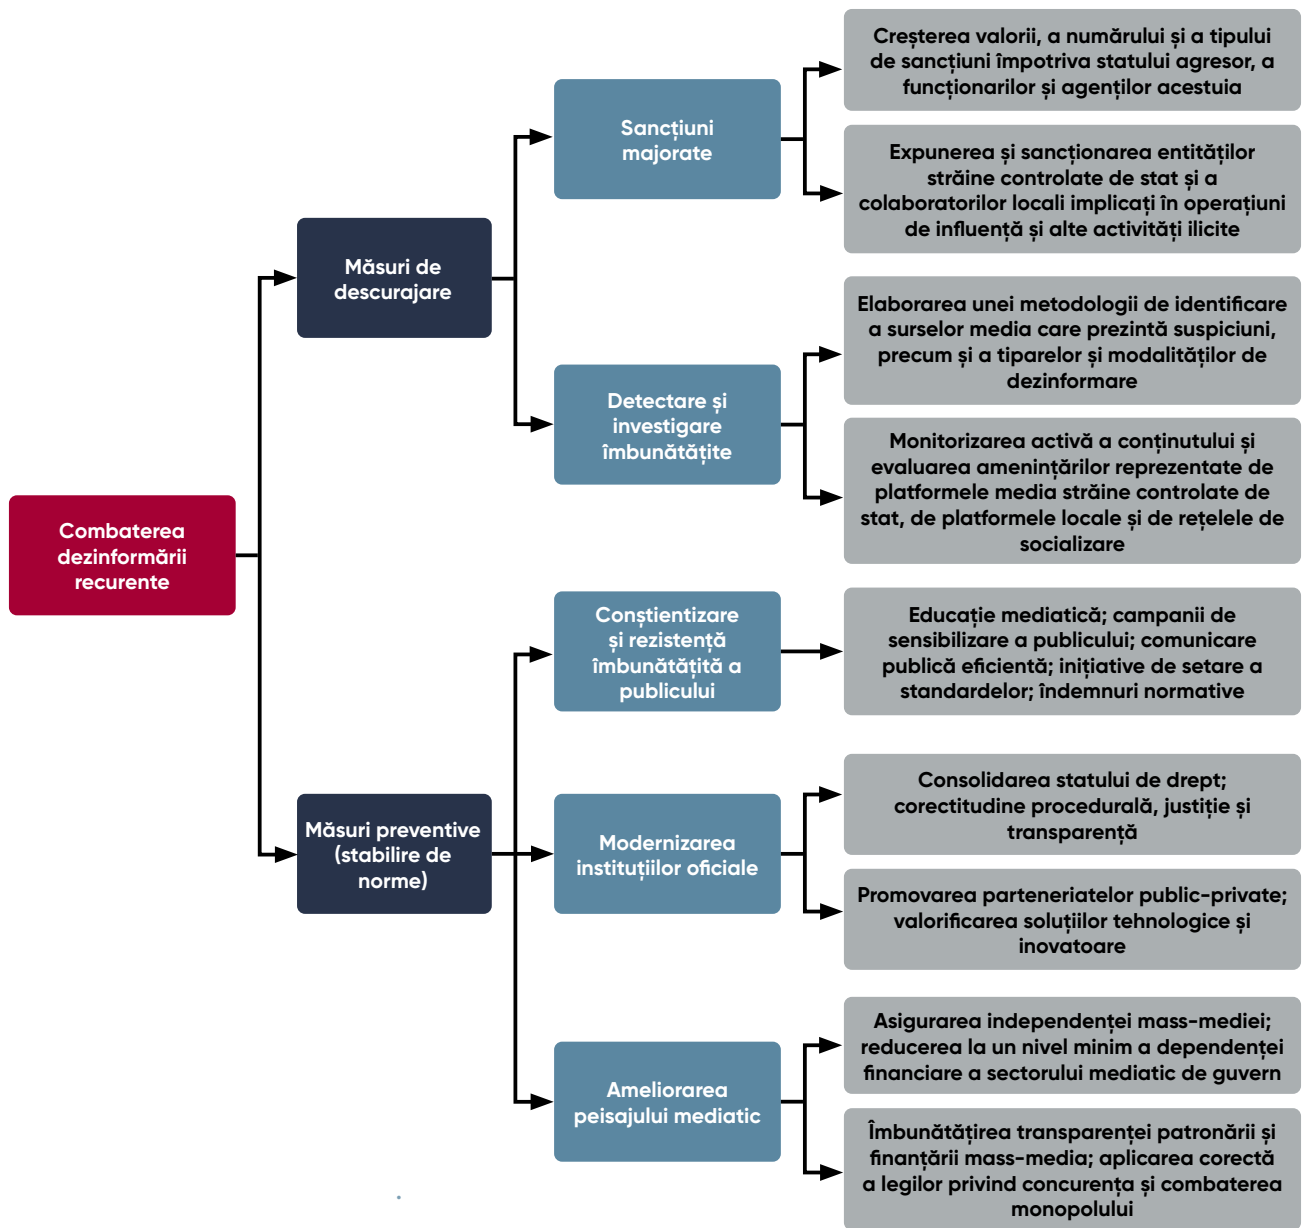 Combaterea
dezinformării
recurente
Măsuri de
descurajare
Sancțiuni
majorate
Creșterea valorii, a numărului și a tipului
de sancțiuni împotriva statului agresor, a
funcționarilor și agenților acestuia
Expunerea și sancționarea entităților
străine controlate de stat și a
colaboratorilor locali implicați în operațiuni
de influență și alte activități ilicite
Detectare și
investigare
îmbunătățite
Elaborarea unei metodologii de identificare
a surselor media care prezintă suspiciuni,
precum și a tiparelor și modalităților de
dezinformare
Monitorizarea activă a conținutului și
evaluarea amenințărilor reprezentate de
platformele media străine controlate de
stat, de platformele locale și de rețelele de
socializare
Măsuri preventive
(stabilire de
norme)
Conștientizare
și rezistență
îmbunătățită a
publicului
Educație mediatică; campanii de
sensibilizare a publicului; comunicare
publică eficientă; inițiative de setare a
standardelor; îndemnuri normative
Modernizarea
instituțiilor oficiale
Consolidarea statului de drept;
corectitudine procedurală, justiție și
transparență
Promovarea parteneriatelor public-private;
valorificarea soluțiilor tehnologice și
inovatoare
Ameliorarea
peisajului mediatic
Asigurarea independenței mass-mediei;
reducerea la un nivel minim a dependenței
financiare a sectorului mediatic de guvern
Îmbunătățirea transparenței patronării și
finanțării mass-media; aplicarea corectă
a legilor privind concurența și combaterea
monopolului